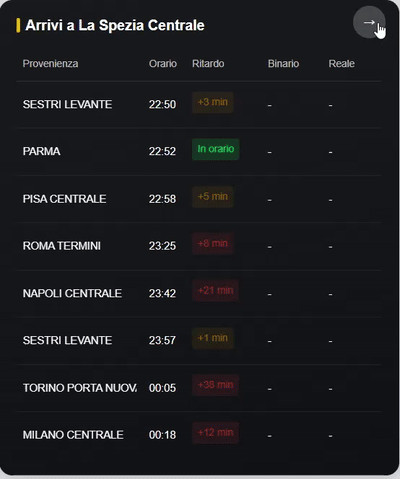 Arrivi a La Spezia Centrale →
Provenienza Orario Ritardo Binario Reale
SESTRI LEVANTE 22:50 +3 min - -
PARMA 22:52 In orario - -
PISA CENTRALE 22:58 +5 min - -
ROMA TERMINI 23:25 +8 min - -
NAPOLI CENTRALE 23:42 +21 min - -
SESTRI LEVANTE 23:57 +1 min - -
TORINO PORTA NUOV 00:05 +38 min - -
MILANO CENTRALE 00:18 +12 min - -